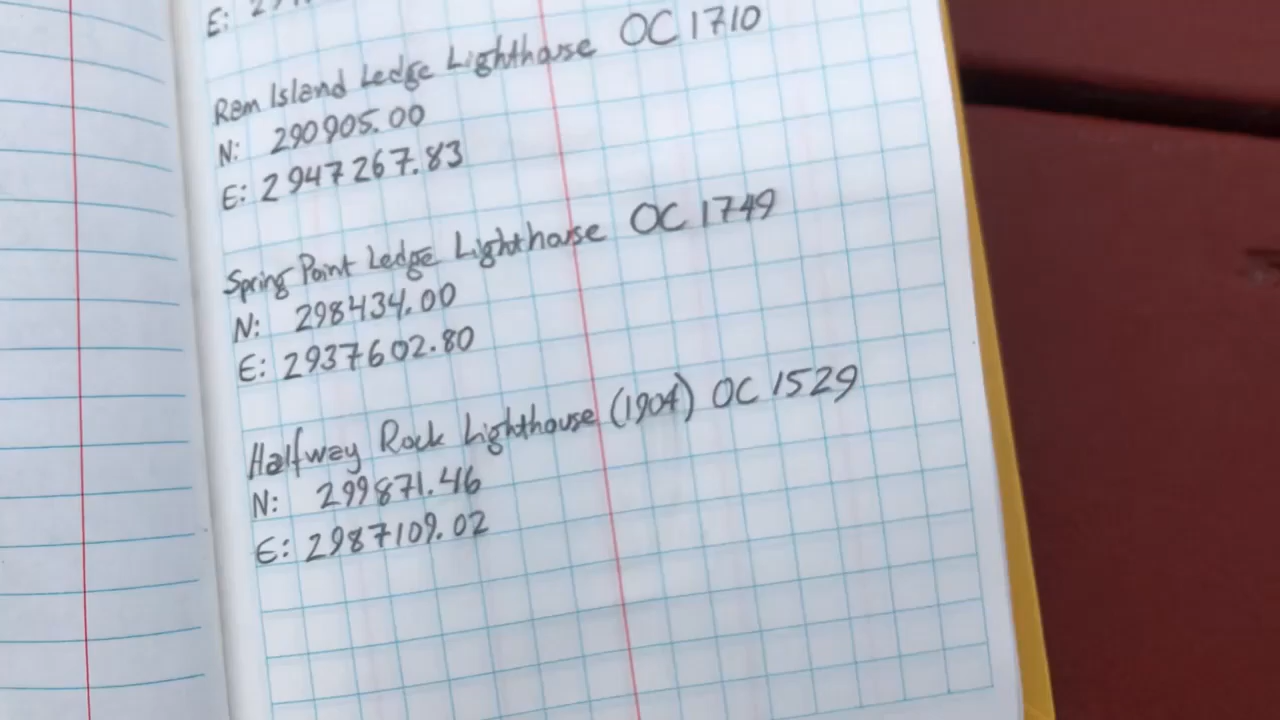 E: 29
Ram Island Ledge Lighthouse OC 1710
N: 290905.00
E: 2947267.83
Spring Point Ledge Lighthouse OC 1749
N: 298434.00
E: 2937602.80
Halfway Rock Lighthouse (1904) OC 1529
N: 299871.46
E: 2987109.02